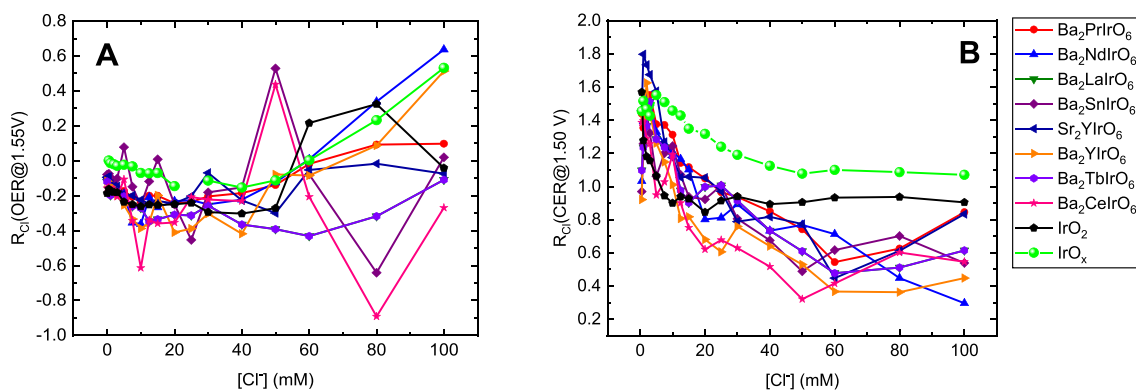 A
R_Cl(OER@1.55V)
0.8
0.6
0.4
0.2
0.0
-0.2
-0.4
-0.6
-0.8
-1.0
0 20 40 60 80 100
[Cl⁻] (mM)
B
R_Cl(CER@1.50 V)
2.0
1.8
1.6
1.4
1.2
1.0
0.8
0.6
0.4
0.2
0 20 40 60 80 100
[Cl⁻] (mM)
Ba₂PrIrO₆
Ba₂NdIrO₆
Ba₂LaIrO₆
Ba₂SnIrO₆
Sr₂YIrO₆
Ba₂YIrO₆
Ba₂TbIrO₆
Ba₂CeIrO₆
IrO₂
IrOₓ